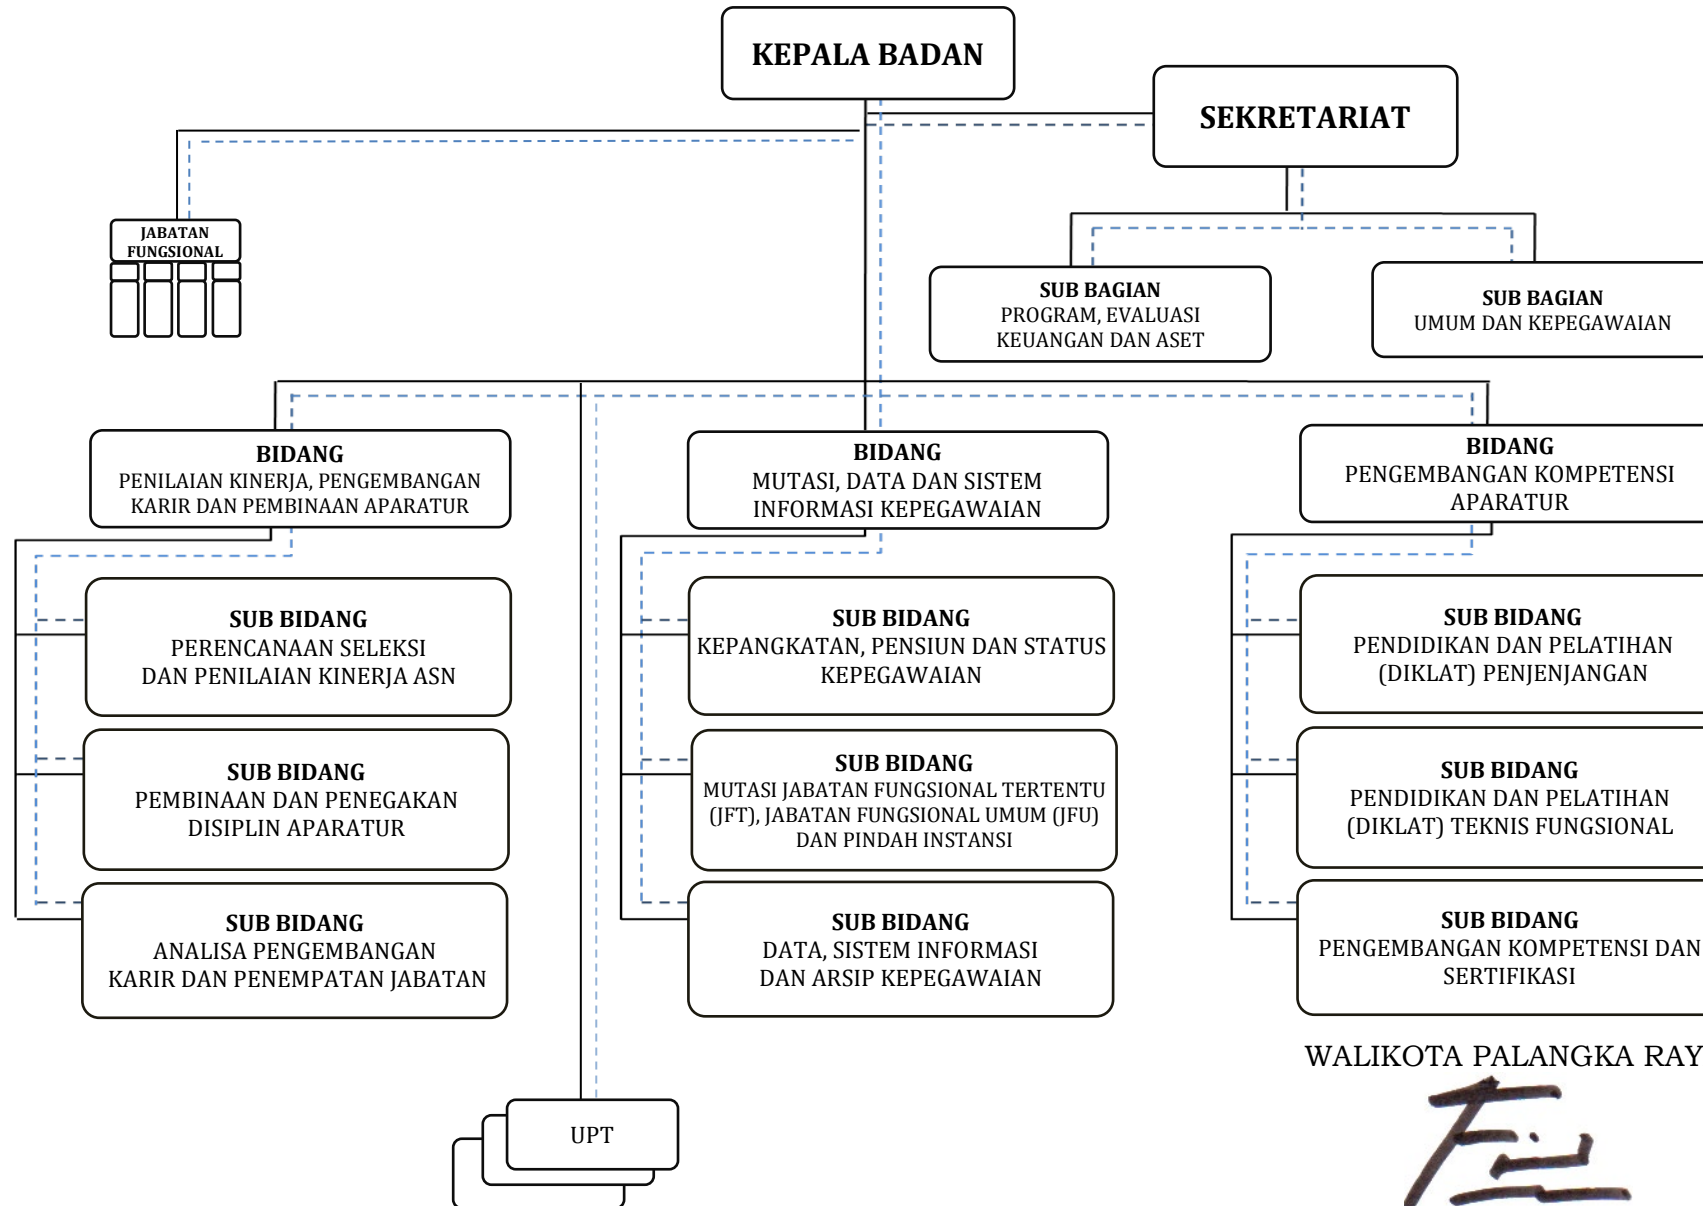 KEPALA BADAN
SEKRETARIAT
JABATAN
FUNGSIONAL
SUB BAGIAN
PROGRAM, EVALUASI
KEUANGAN DAN ASET
SUB BAGIAN
UMUM DAN KEPEGAWAIAN
BIDANG
PENILAIAN KINERJA, PENGEMBANGAN
KARIR DAN PEMBINAAN APARATUR
BIDANG
MUTASI, DATA DAN SISTEM
INFORMASI KEPEGAWAIAN
BIDANG
PENGEMBANGAN KOMPETENSI
APARATUR
SUB BIDANG
PERENCANAAN SELEKSI
DAN PENILAIAN KINERJA ASN
SUB BIDANG
KEPANGKATAN, PENSIUN DAN STATUS
KEPEGAWAIAN
SUB BIDANG
PENDIDIKAN DAN PELATIHAN
(DIKLAT) PENJENJANGAN
SUB BIDANG
PEMBINAAN DAN PENEGAKAN
DISIPLIN APARATUR
SUB BIDANG
MUTASI JABATAN FUNGSIONAL TERTENTU
(JFT), JABATAN FUNGSIONAL UMUM (JFU)
DAN PINDAH INSTANSI
SUB BIDANG
PENDIDIKAN DAN PELATIHAN
(DIKLAT) TEKNIS FUNGSIONAL
SUB BIDANG
ANALISA PENGEMBANGAN
KARIR DAN PENEMPATAN JABATAN
SUB BIDANG
DATA, SISTEM INFORMASI
DAN ARSIP KEPEGAWAIAN
SUB BIDANG
PENGEMBANGAN KOMPETENSI DAN
SERTIFIKASI
WALIKOTA PALANGKA RAY
UPT